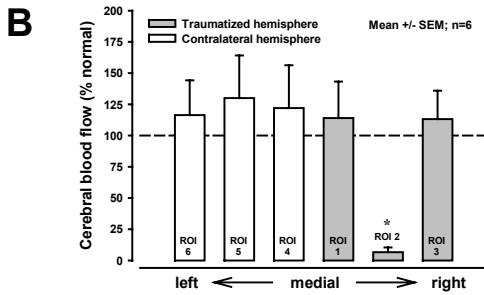 B
Traumatized hemisphere
Contralateral hemisphere
Mean +/- SEM; n=6
Cerebral blood flow (% normal)
200
175
150
125
100
75
50
25
0
ROI 6
ROI 5
ROI 4
ROI 1
*
ROI 2
ROI 3
left
medial
right